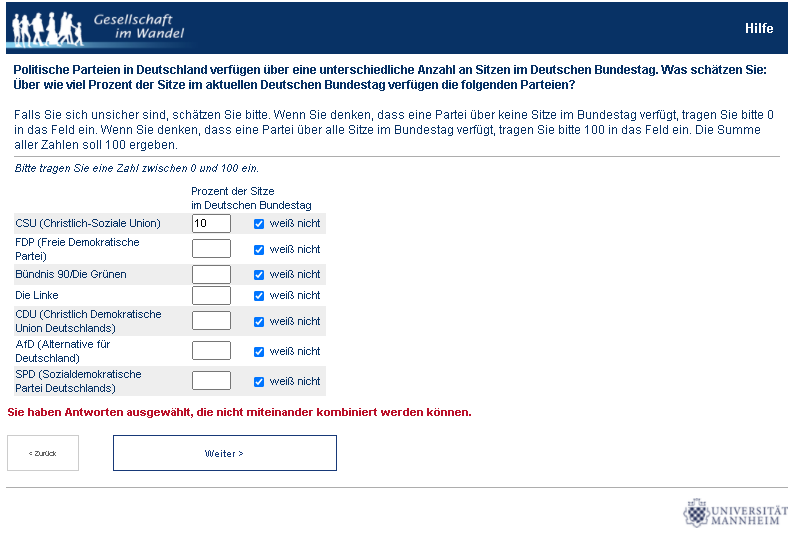 Gesellschaft
im Wandel
Hilfe
Politische Parteien in Deutschland verfügen über eine unterschiedliche Anzahl an Sitzen im Deutschen Bundestag. Was schätzen Sie:
Über wie viel Prozent der Sitze im aktuellen Deutschen Bundestag verfügen die folgenden Parteien?
Falls Sie sich unsicher sind, schätzen Sie bitte. Wenn Sie denken, dass eine Partei über keine Sitze im Bundestag verfügt, tragen Sie bitte 0
in das Feld ein. Wenn Sie denken, dass eine Partei über alle Sitze im Bundestag verfügt, tragen Sie bitte 100 in das Feld ein. Die Summe
aller Zahlen soll 100 ergeben.
Bitte tragen Sie eine Zahl zwischen 0 und 100 ein.
Prozent der Sitze
im Deutschen Bundestag
CSU (Christlich-Soziale Union) 10 weiß nicht
FDP (Freie Demokratische
Partei) weiß nicht
Bündnis 90/Die Grünen weiß nicht
Die Linke weiß nicht
CDU (Christlich Demokratische
Union Deutschlands) weiß nicht
AfD (Alternative für
Deutschland) weiß nicht
SPD (Sozialdemokratische
Partei Deutschlands) weiß nicht
Sie haben Antworten ausgewählt, die nicht miteinander kombiniert werden können.
< Zurück
Weiter >
UNIVERSITÄT
MANNHEIM